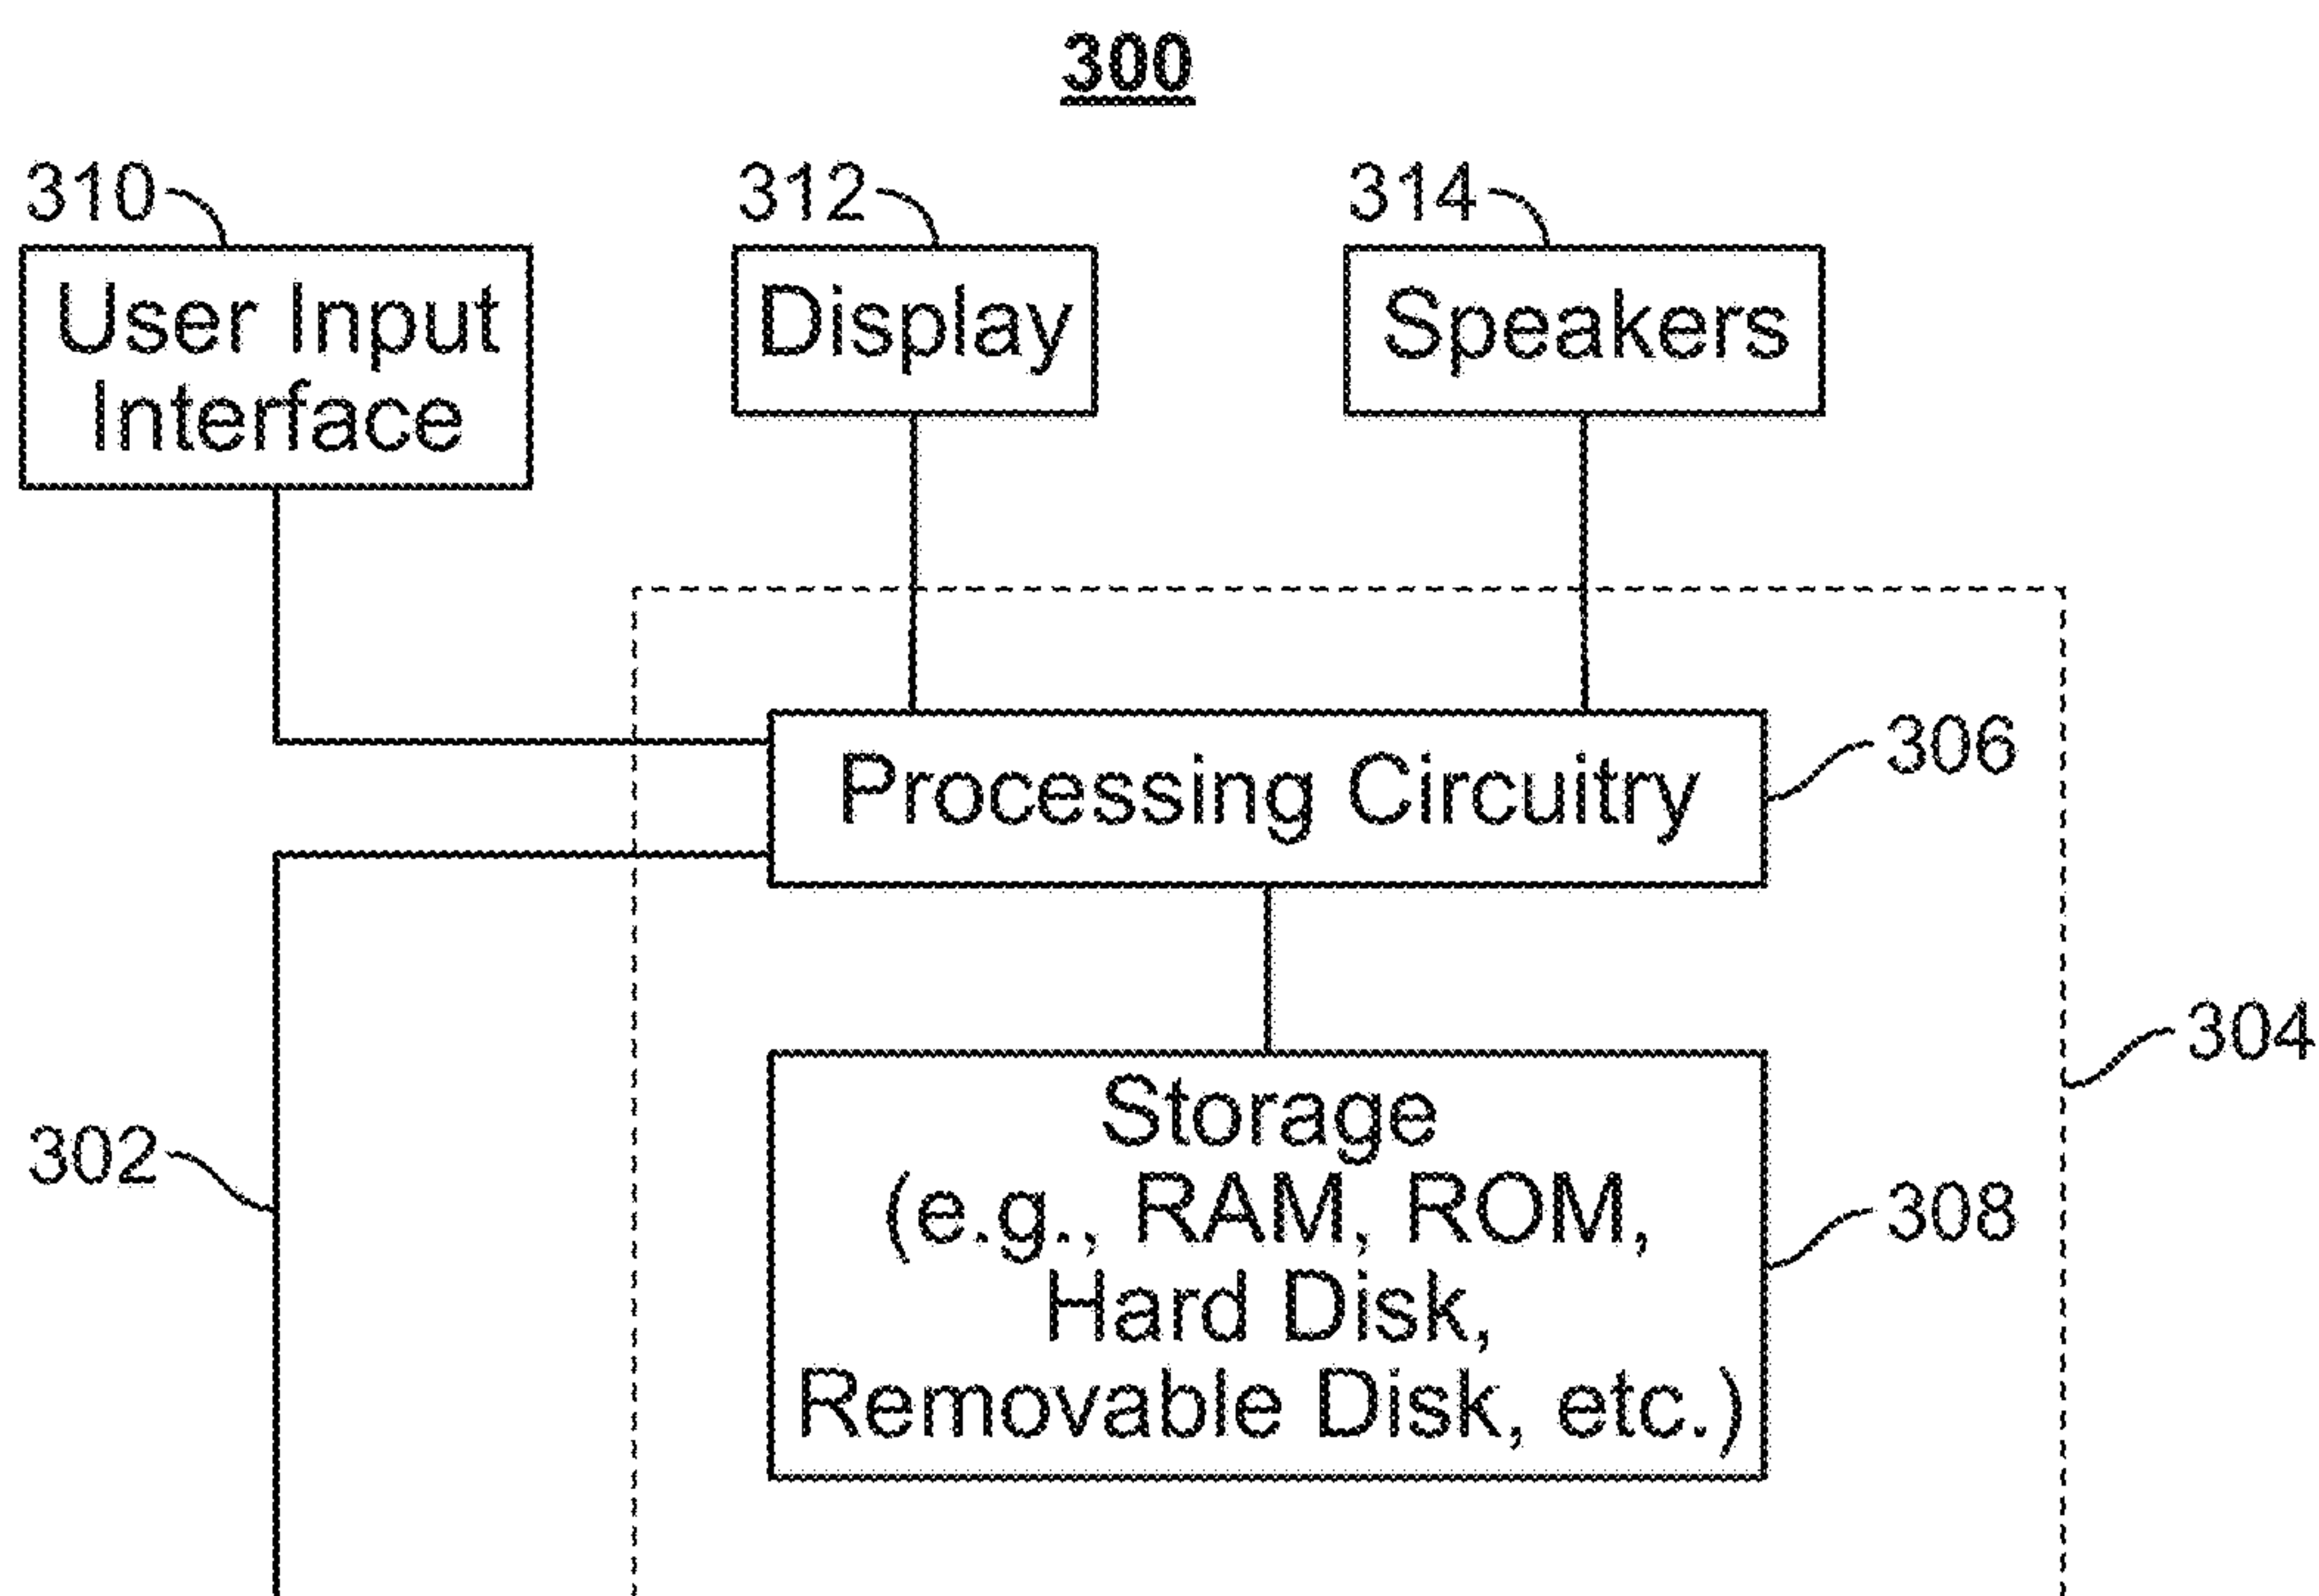 300
310
312
314
User Input
Interface
Display
Speakers
Processing Circuitry
306
304
302
Storage
(e.g., RAM, ROM,
Hard Disk,
Removable Disk, etc.)
308